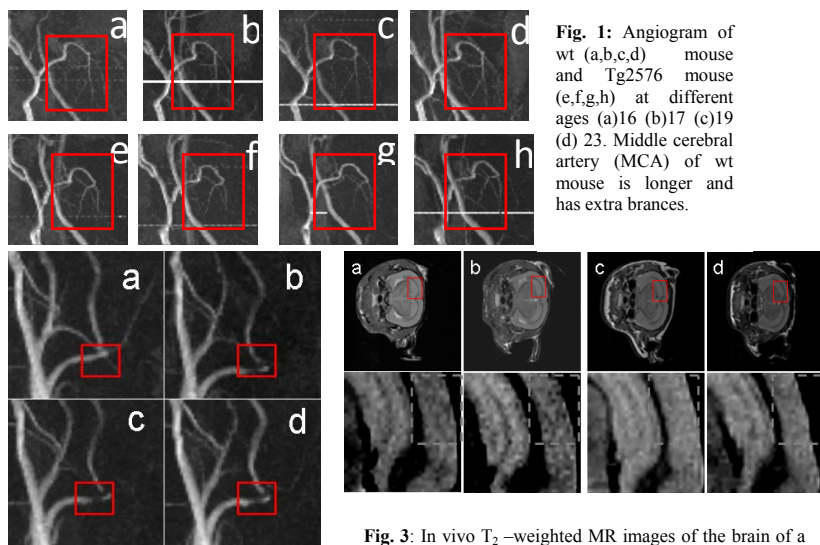 a
b
c
d
e
f
g
h
Fig. 1: Angiogram of
wt (a,b,c,d) mouse
and Tg2576 mouse
(e,f,g,h) at different
ages (a)16 (b)17 (c)19
(d) 23. Middle cerebral
artery (MCA) of wt
mouse is longer and
has extra brances.
a
b
c
d
a
b
c
d
Fig. 3: In vivo T2 –weighted MR images of the brain of a